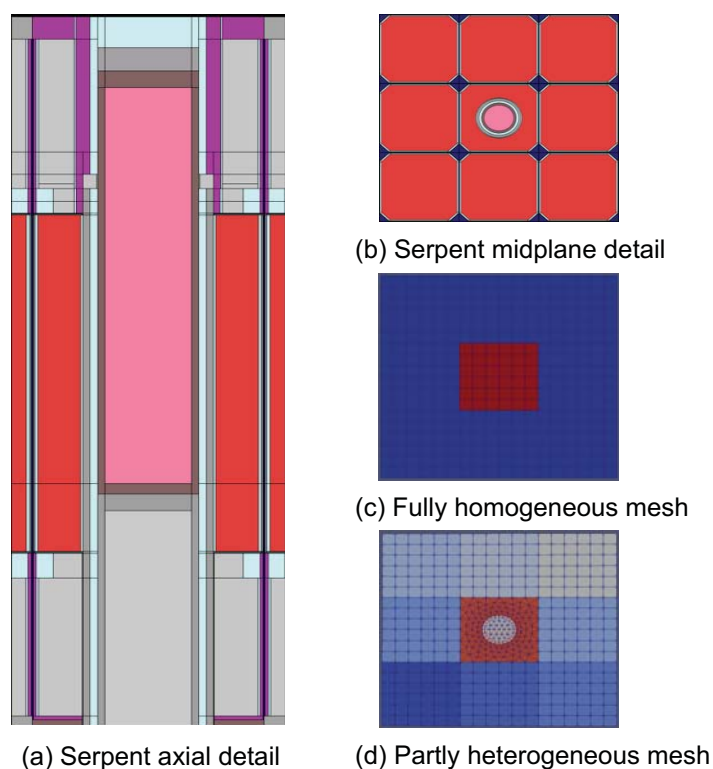 (b) Serpent midplane detail
(c) Fully homogeneous mesh
(a) Serpent axial detail
(d) Partly heterogeneous mesh